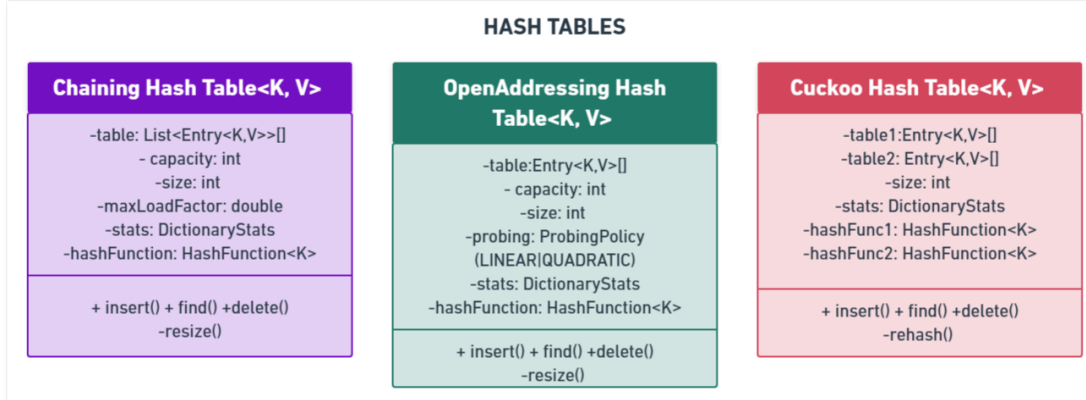 HASH TABLES
Chaining Hash Table<K, V>
-table: List<Entry<K,V>>[]
- capacity: int
-size: int
-maxLoadFactor: double
-stats: DictionaryStats
-hashFunction: HashFunction<K>
+ insert() + find() +delete()
-resize()
OpenAddressing Hash
Table<K, V>
-table:Entry<K,V>[]
- capacity: int
-size: int
-probing: ProbingPolicy
(LINEAR|QUADRATIC)
-stats: DictionaryStats
-hashFunction: HashFunction<K>
+ insert() + find() +delete()
-resize()
Cuckoo Hash Table<K, V>
-table1:Entry<K,V>[]
-table2: Entry<K,V>[]
-size: int
-stats: DictionaryStats
-hashFunc1: HashFunction<K>
-hashFunc2: HashFunction<K>
+ insert() + find() +delete()
-rehash()